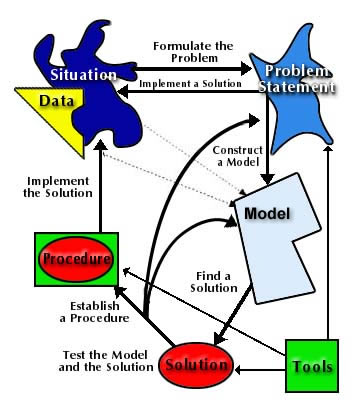 Formulate the
Problem
Situation
Problem
Statement
Implement a Solution
Data
Construct
a Model
Implement
the Solution
Model
Procedure
Find a
Solution
Establish
a Procedure
Test the Model
and the Solution
Solution
Tools